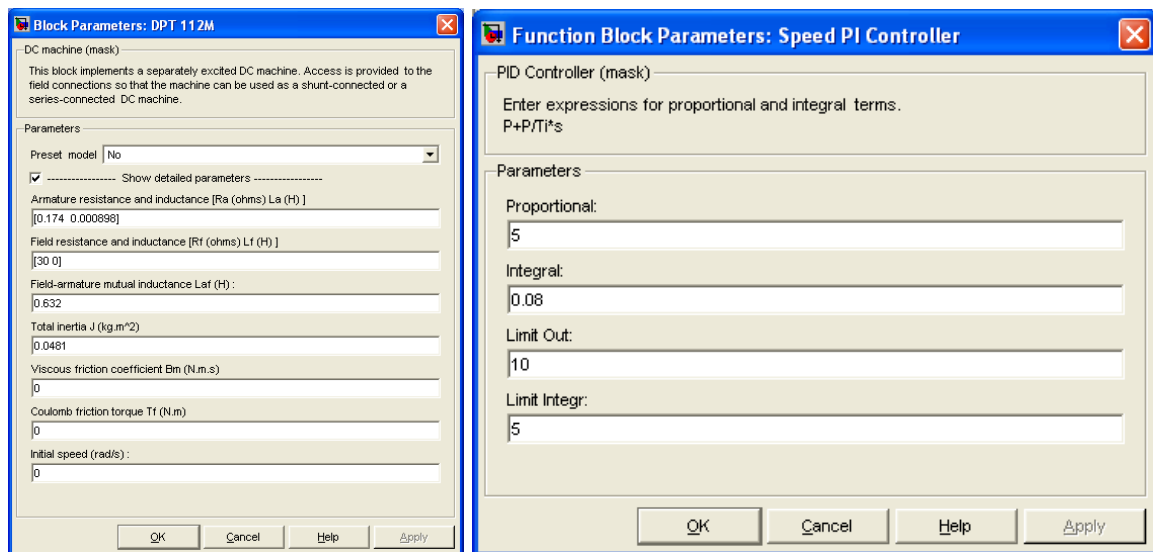 Block Parameters: DPT 112M
DC machine (mask)
This block implements a separately excited DC machine. Access is provided to the
field connections so that the machine can be used as a shunt-connected or a
series-connected DC machine.
Parameters
Preset model No
----------------- Show detailed parameters -----------------
Armature resistance and inductance [Ra (ohms) La (H) ]
[0.174 0.000898]
Field resistance and inductance [Rf (ohms) Lf (H) ]
[30 0]
Field-armature mutual inductance Laf (H) :
0.632
Total inertia J (kg.m^2)
0.0481
Viscous friction coefficient Bm (N.m.s)
0
Coulomb friction torque Tf (N.m)
0
Initial speed (rad/s) :
0
OK Cancel Help Apply
Function Block Parameters: Speed PI Controller
PID Controller (mask)
Enter expressions for proportional and integral terms.
P+P/Ti*s
Parameters
Proportional:
5
Integral:
0.08
Limit Out:
10
Limit Integr:
5
OK Cancel Help Apply